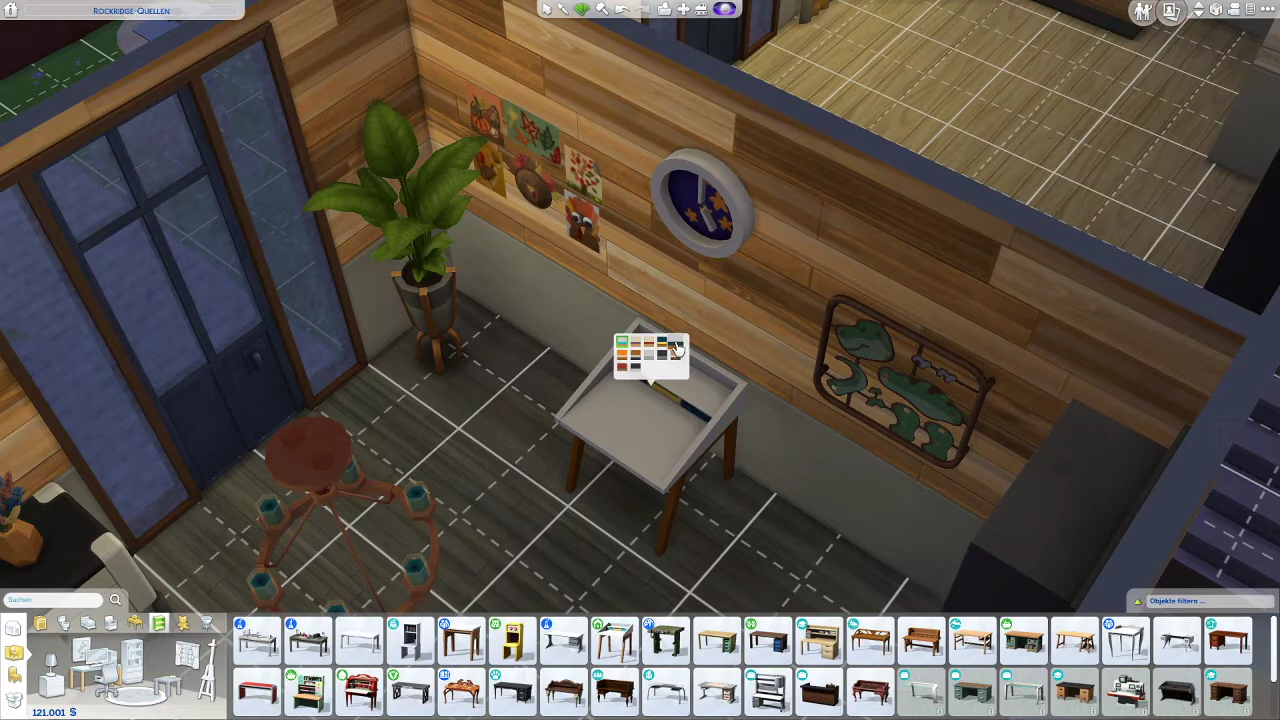 Rockridge-Quellen
Suchen
Objekte filtern ...
121.001 $